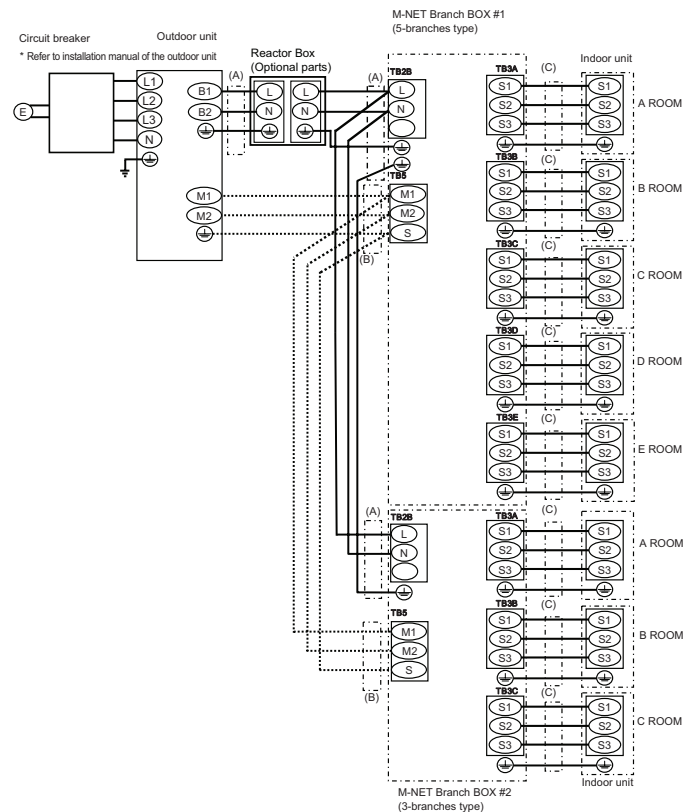 M-NET Branch BOX #1
(5-branches type)
Circuit breaker
Outdoor unit
* Refer to installation manual of the outdoor unit
Reactor Box
(Optional parts)
Indoor unit
E
L1
L2
L3
N
B1
B2
(A)
L
N
L
N
(A)
TB2B
L
N
M1
M2
TB5
M1
M2
S
(B)
TB3A
(C)
S1
S1
S2
S2
S3
S3
A ROOM
TB3B
(C)
S1
S1
S2
S2
S3
S3
B ROOM
TB3C
(C)
S1
S1
S2
S2
S3
S3
C ROOM
TB3D
(C)
S1
S1
S2
S2
S3
S3
D ROOM
TB3E
(C)
S1
S1
S2
S2
S3
S3
E ROOM
(A)
TB2B
L
N
TB5
M1
M2
S
(B)
TB3A
(C)
S1
S1
S2
S2
S3
S3
A ROOM
TB3B
(C)
S1
S1
S2
S2
S3
S3
B ROOM
TB3C
(C)
S1
S1
S2
S2
S3
S3
C ROOM
Indoor unit
M-NET Branch BOX #2
(3-branches type)